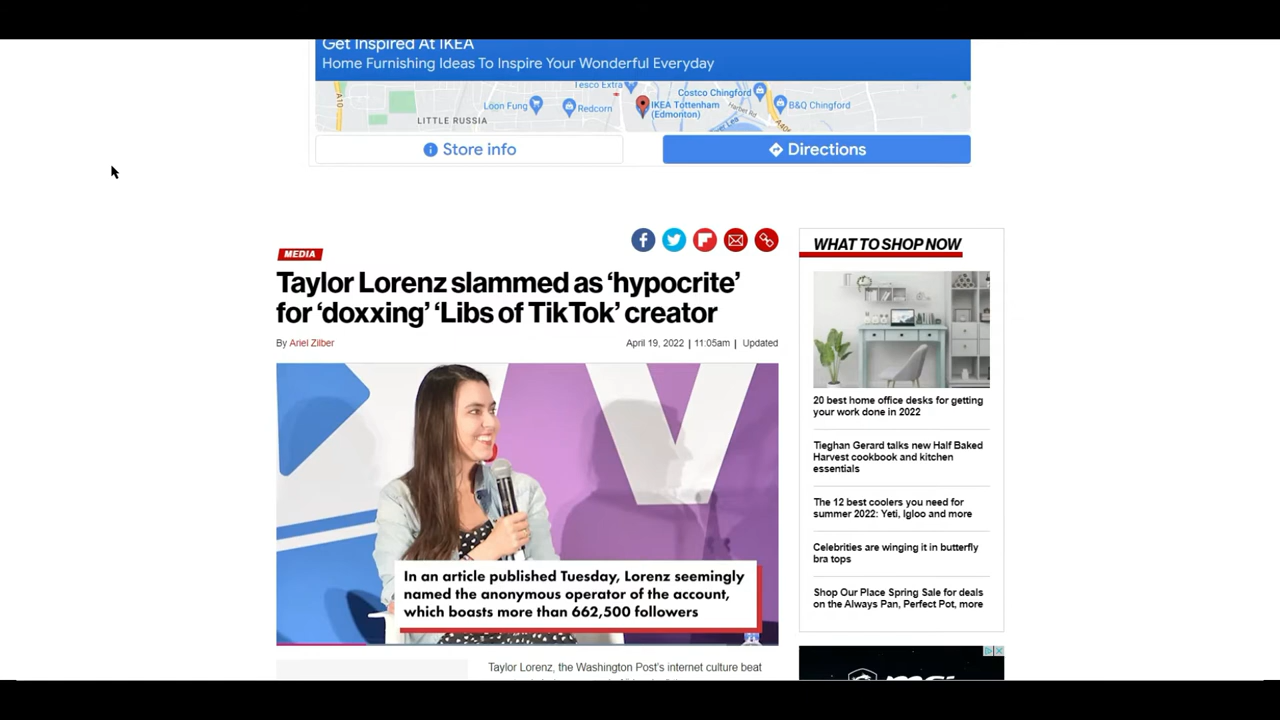 Get Inspired At IKEA
Home Furnishing Ideas To Inspire Your Wonderful Everyday
Tesco Extra
A10
Loon Fung
Redcorn
IKEA Tottenham
(Edmonton)
Costco Chingford
B&Q Chingford
LITTLE RUSSIA
Store info
Directions
MEDIA
Taylor Lorenz slammed as ‘hypocrite’
for ‘doxxing’ ‘Libs of TikTok’ creator
By Ariel Zilber
April 19, 2022 | 11:05am | Updated
In an article published Tuesday, Lorenz seemingly
named the anonymous operator of the account,
which boasts more than 662,500 followers
Taylor Lorenz, the Washington Post’s internet culture beat
WHAT TO SHOP NOW
20 best home office desks for getting
your work done in 2022
Tieghan Gerard talks new Half Baked
Harvest cookbook and kitchen
essentials
The 12 best coolers you need for
summer 2022: Yeti, Igloo and more
Celebrities are winging it in butterfly
bra tops
Shop Our Place Spring Sale for deals
on the Always Pan, Perfect Pot, more